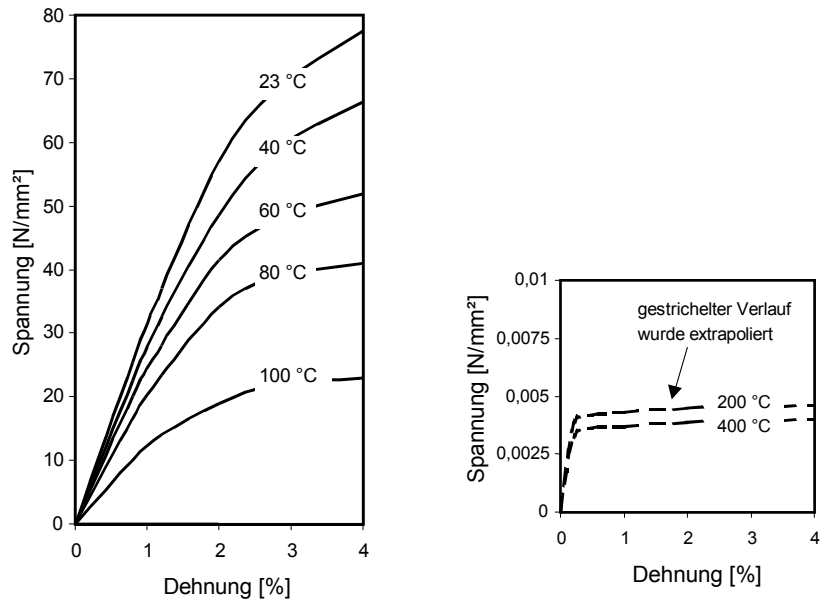 80
70
60
50
40
30
20
10
0
Spannung [N/mm²]
23 °C
40 °C
60 °C
80 °C
100 °C
0 1 2 3 4
Dehnung [%]
0,01
0,0075
0,005
0,0025
0
Spannung [N/mm²]
gestrichelter Verlauf
wurde extrapoliert
200 °C
400 °C
0 1 2 3 4
Dehnung [%]